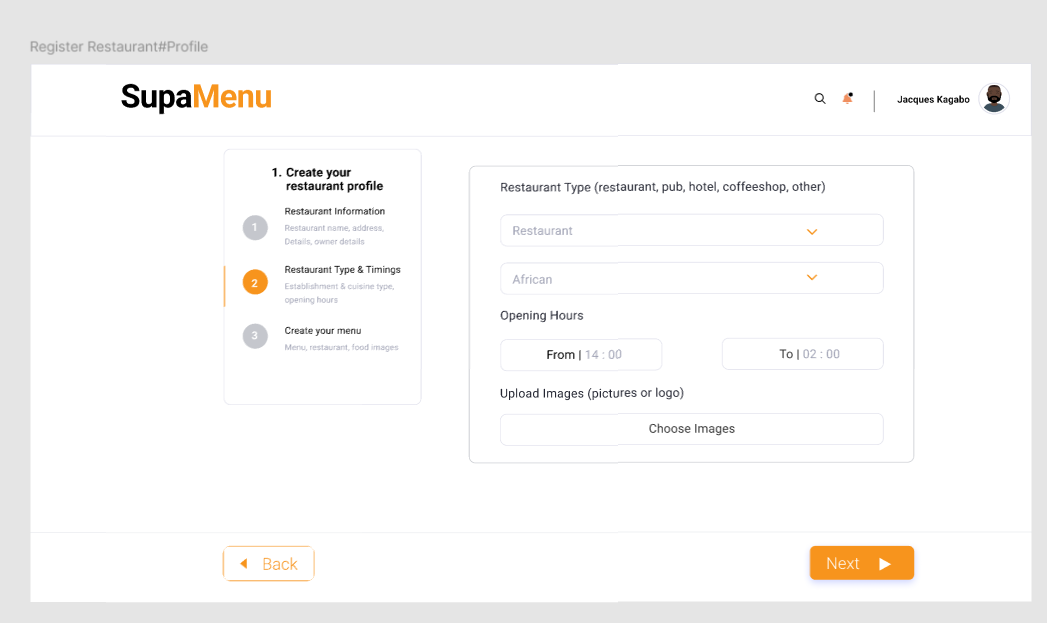 Register Restaurant#Profile
SupaMenu
Jacques Kagabo
1. Create your
restaurant profile
1
Restaurant Information
Restaurant name, address,
Details, owner details
2
Restaurant Type & Timings
Establishment & cuisine type,
opening hours
3
Create your menu
Menu, restaurant, food images
Restaurant Type (restaurant, pub, hotel, coffeeshop, other)
Restaurant
African
Opening Hours
From | 14 : 00
To | 02 : 00
Upload Images (pictures or logo)
Choose Images
Back
Next